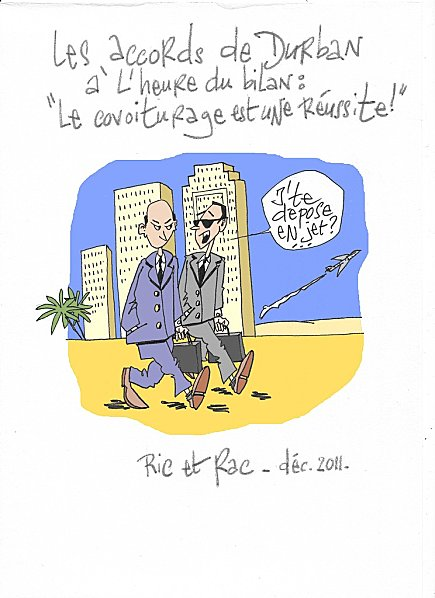 Les accords de Durban
à l'heure du bilan :
"Le covoiturage est une réussite!"
J'te
dépose
en jet?
...
Ric et Rac - déc. 2011-